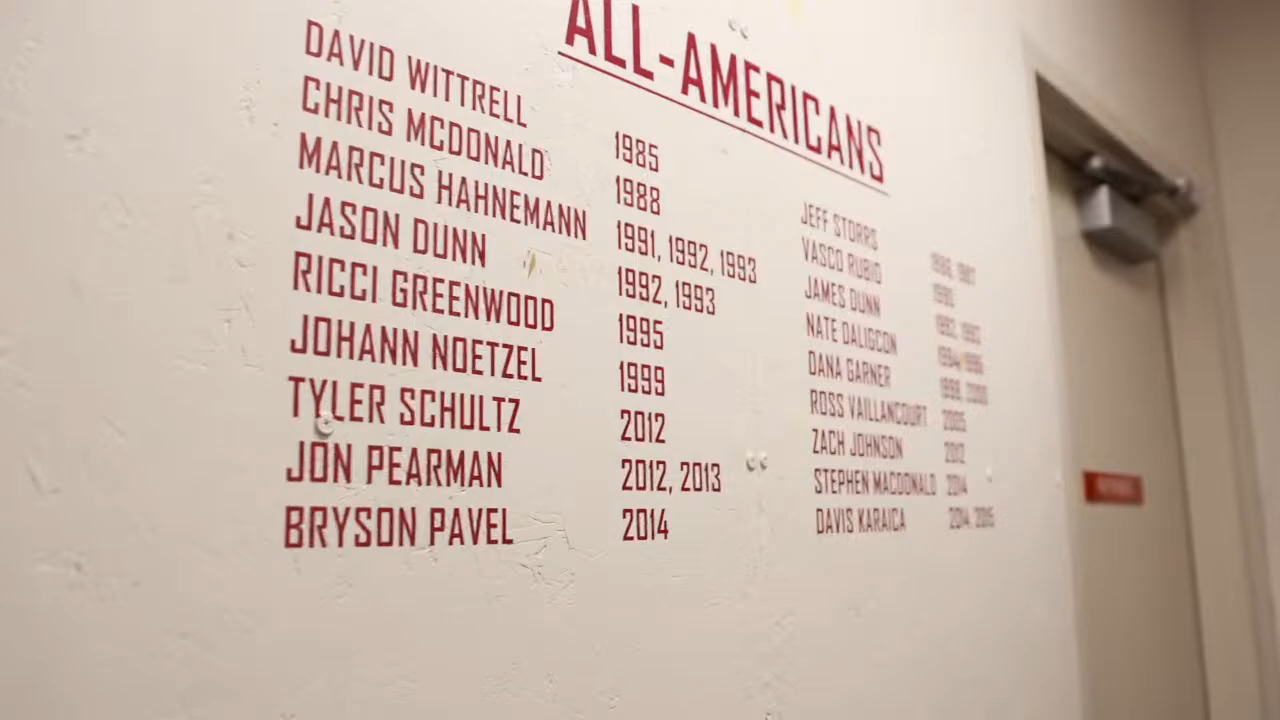 ALL-AMERICANS
DAVID WITTRELL 1985
CHRIS MCDONALD 1988
MARCUS HAHNEMANN 1991, 1992, 1993
JASON DUNN 1992, 1993
RICCI GREENWOOD 1995
JOHANN NOETZEL 1999
TYLER SCHULTZ 2012
JON PEARMAN 2012, 2013
BRYSON PAVEL 2014
JEFF STORRS
VASCO RUBIO
JAMES DUNN
NATE DALIGCON
DANA GARNER
ROSS VAILLANCOURT 2005
ZACH JOHNSON 2012
STEPHEN MACDONALD 2014
DAVIS KARAICA 2014, 2015